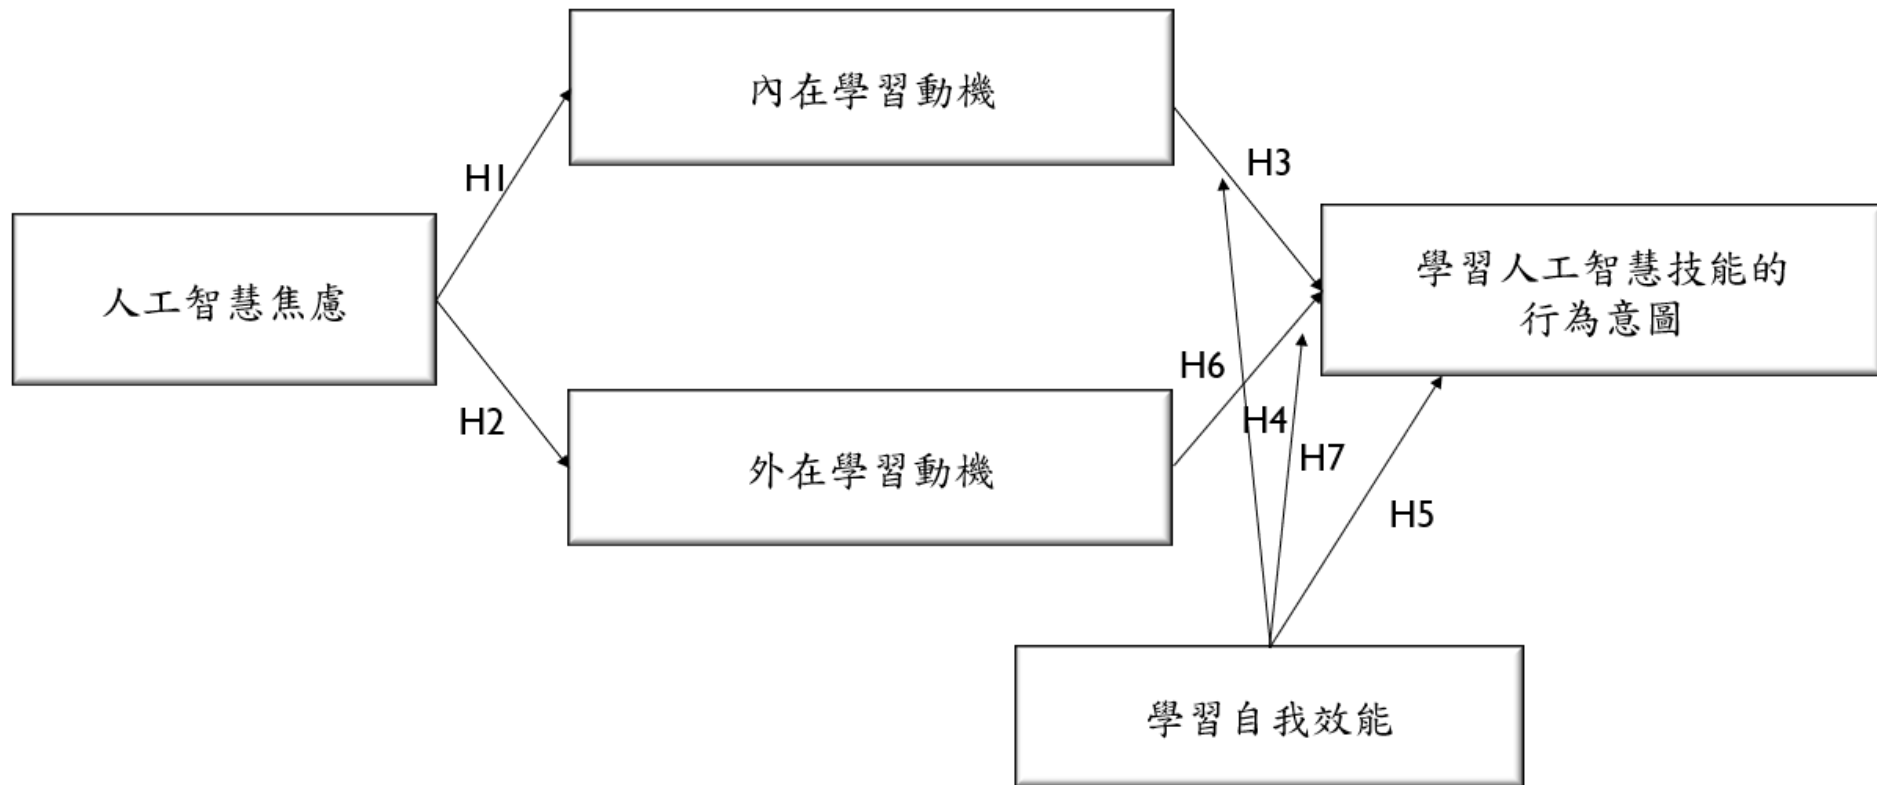 內在學習動機
H1
H3
人工智慧焦慮
學習人工智慧技能的
行為意圖
H6
H2
H4
H7
外在學習動機
H5
學習自我效能